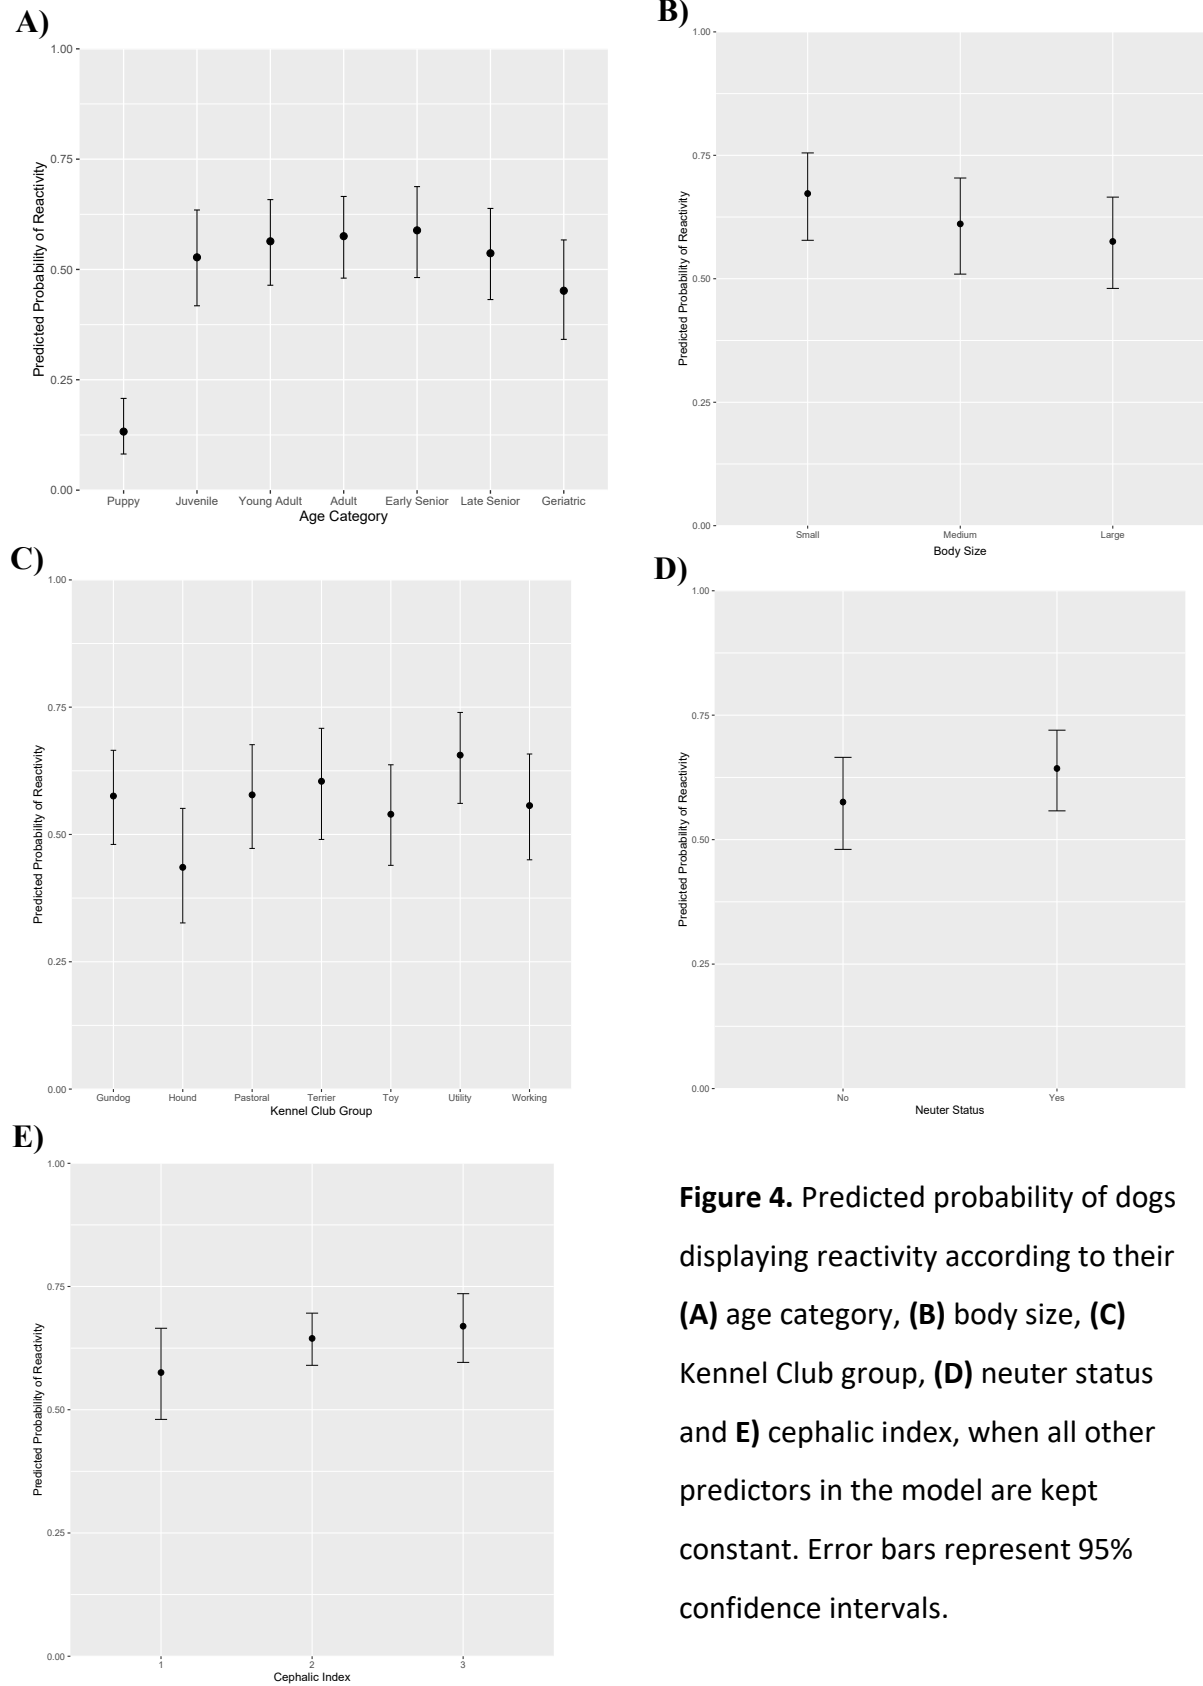 A)
1.00
0.75
0.50
0.25
0.00
Predicted Probability of Reactivity
Puppy Juvenile Young Adult Adult Early Senior Late Senior Geriatric
Age Category
B)
1.00
0.75
0.50
0.25
0.00
Predicted Probability of Reactivity
Small Medium Large
Body Size
C)
1.00
0.75
0.50
0.25
0.00
Predicted Probability of Reactivity
Gundog Hound Pastoral Terrier Toy Utility Working
Kennel Club Group
D)
1.00
0.75
0.50
0.25
0.00
Predicted Probability of Reactivity
No Yes
Neuter Status
E)
1.00
0.75
0.50
0.25
0.00
Predicted Probability of Reactivity
1 2 3
Cephalic Index
Figure 4. Predicted probability of dogs
displaying reactivity according to their
(A) age category, (B) body size, (C)
Kennel Club group, (D) neuter status
and E) cephalic index, when all other
predictors in the model are kept
constant. Error bars represent 95%
confidence intervals.